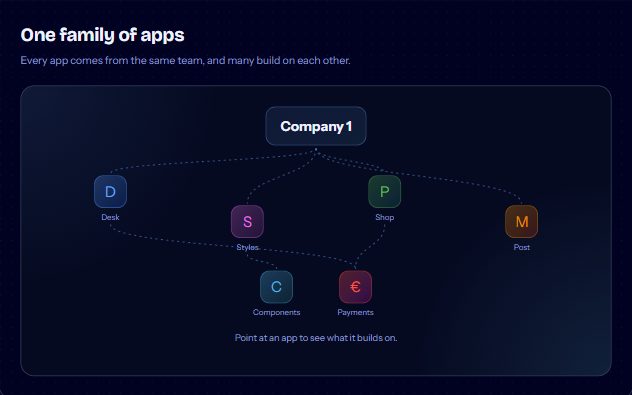 One family of apps
Every app comes from the same team, and many build on each other.
Company 1
D
P
Desk
S
Shop
M
Styles
Post
C
€
Components
Payments
Point at an app to see what it builds on.